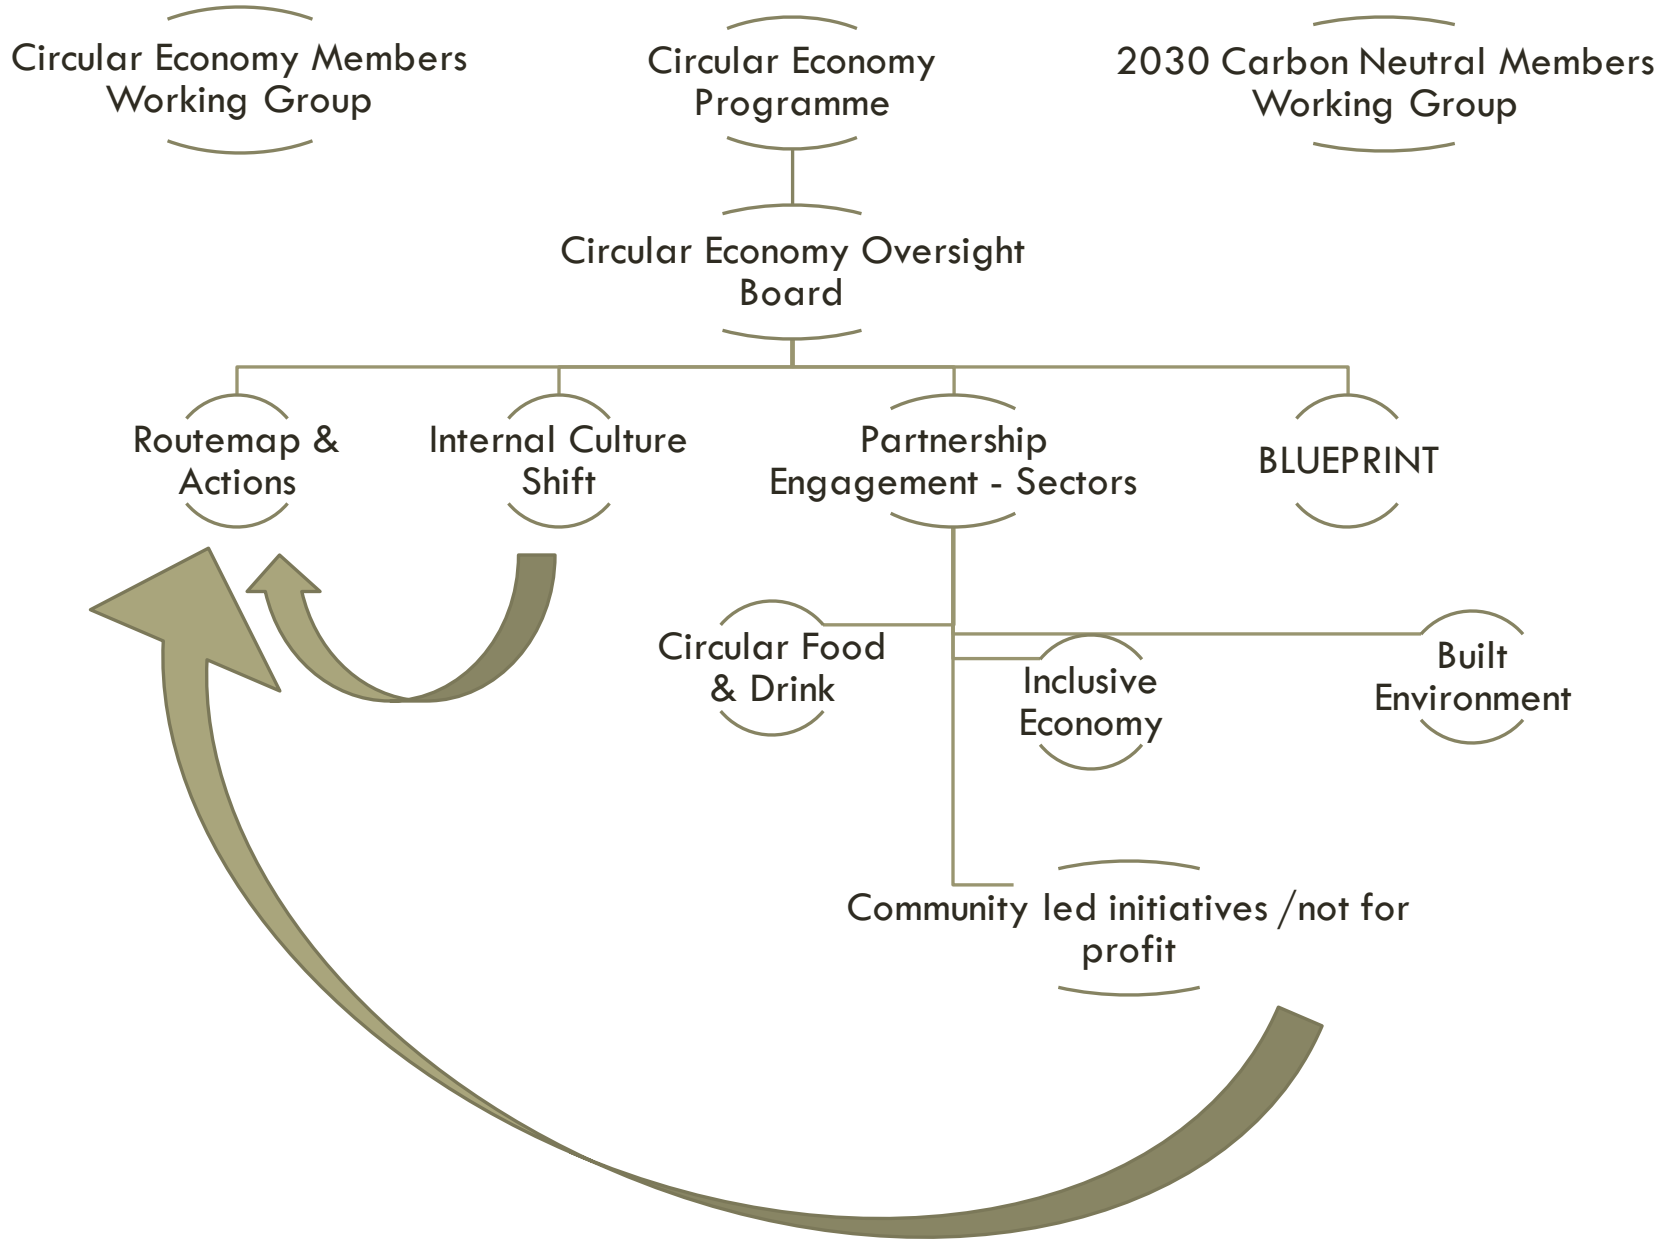 Circular Economy Members
Working Group
Circular Economy
Programme
2030 Carbon Neutral Members
Working Group
Circular Economy Oversight
Board
Routemap &
Actions
Internal Culture
Shift
Partnership
Engagement - Sectors
BLUEPRINT
Circular Food
& Drink
Inclusive
Economy
Built
Environment
Community led initiatives /not for
profit